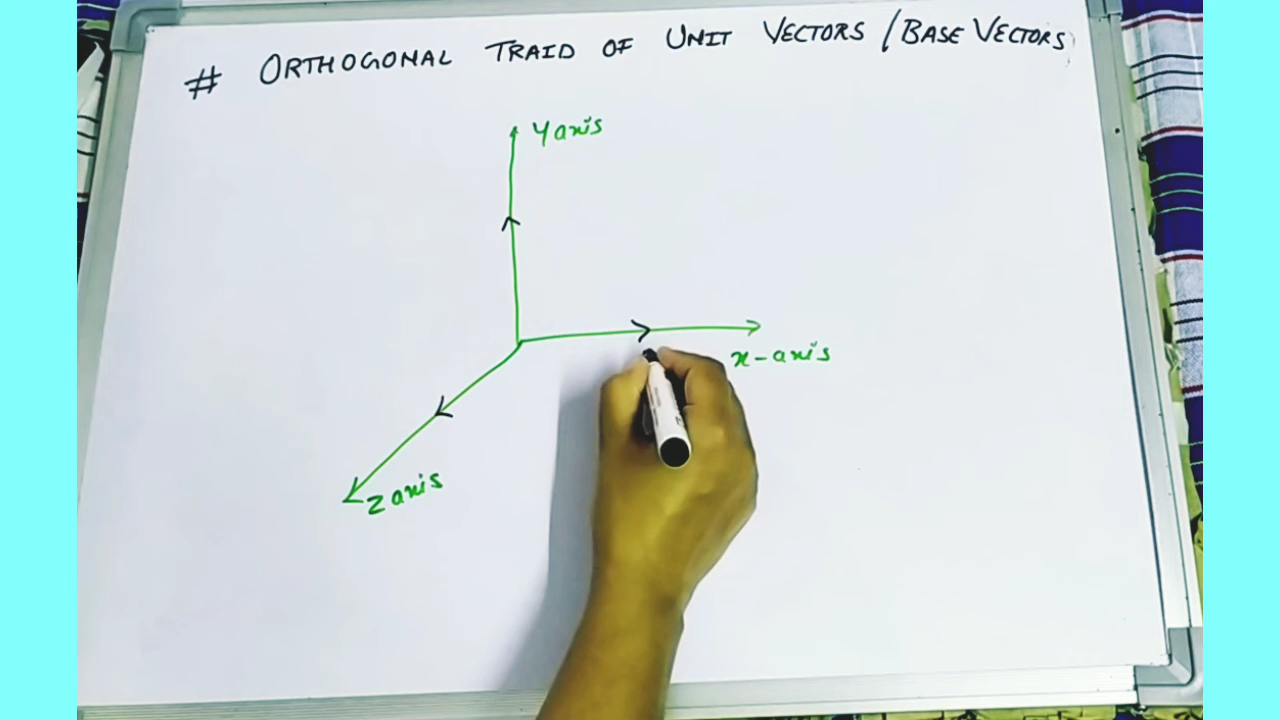 # ORTHOGONAL TRAID OF UNIT VECTORS / BASE VECTORS
y axis
x-axis
z axis